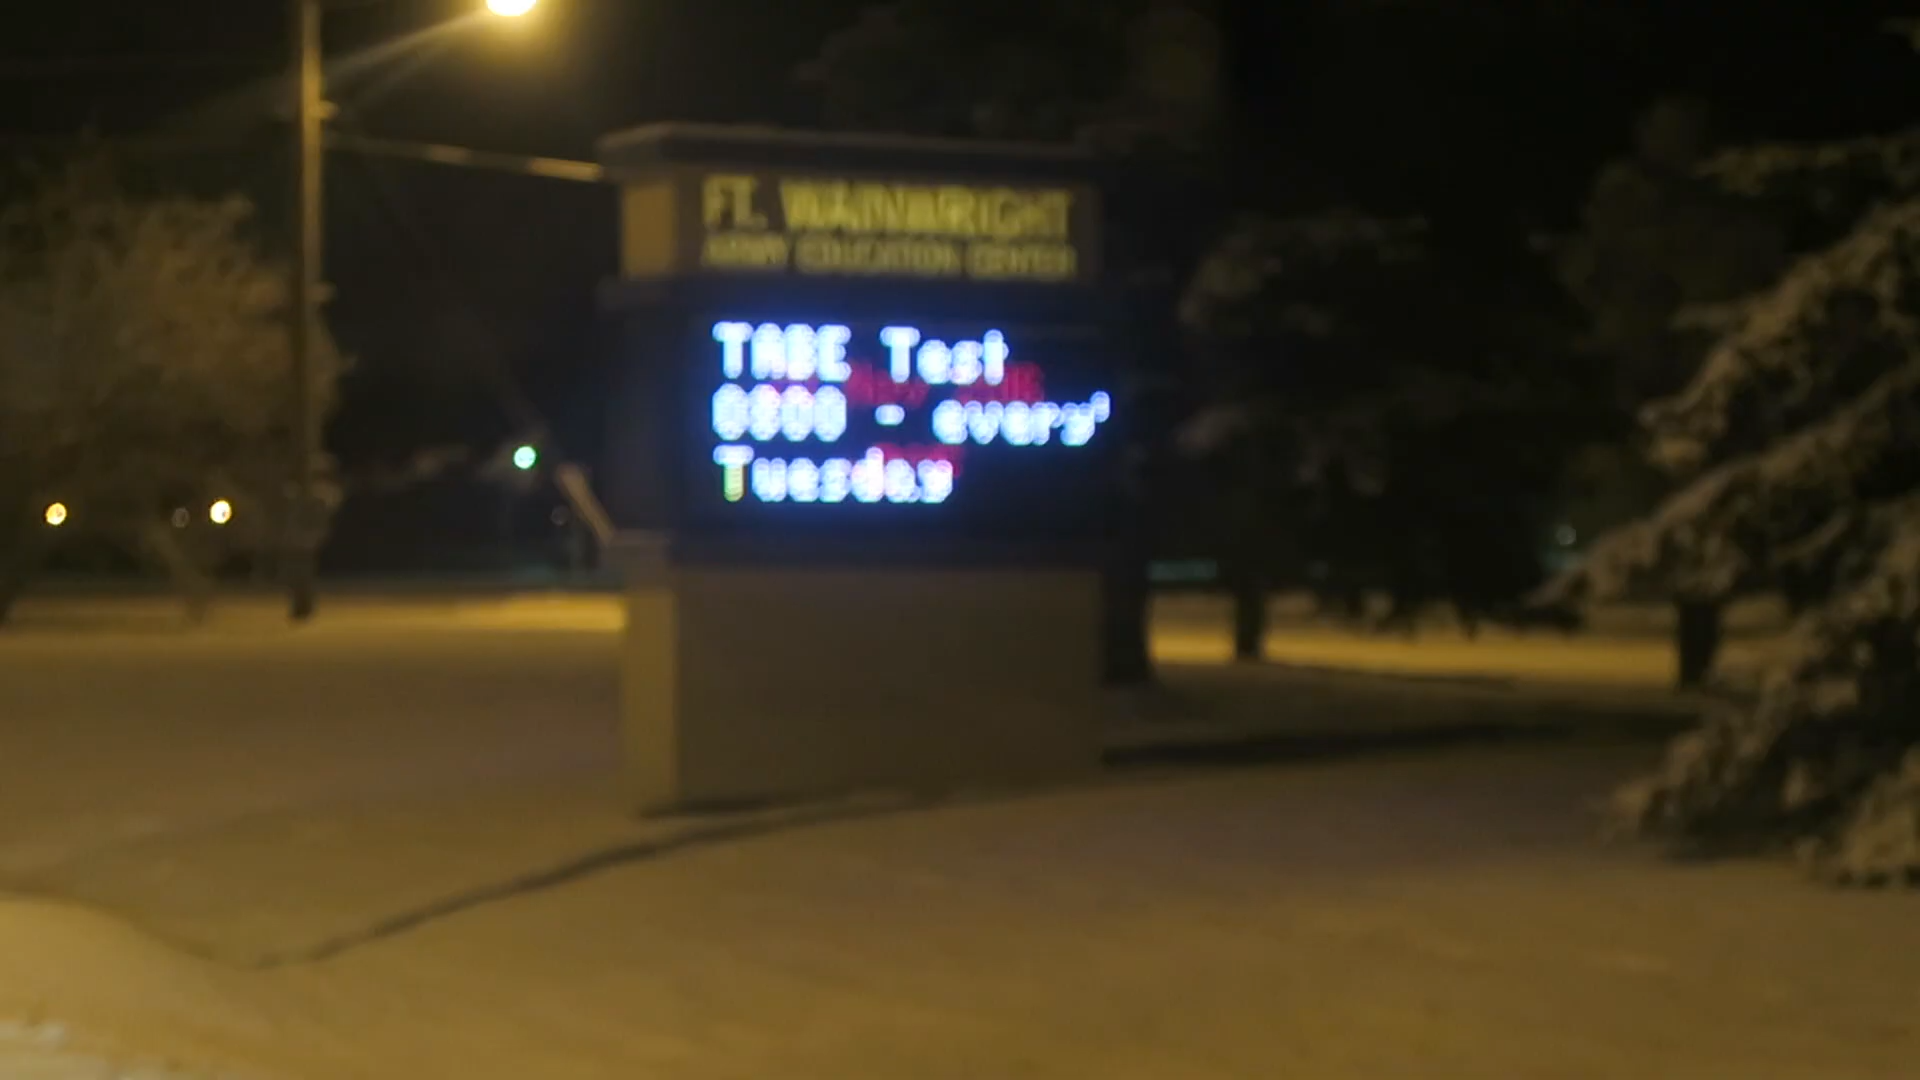 FT. WAINWRIGHT
ARMY EDUCATION CENTER
TABE Test
0800 - every
Tuesday